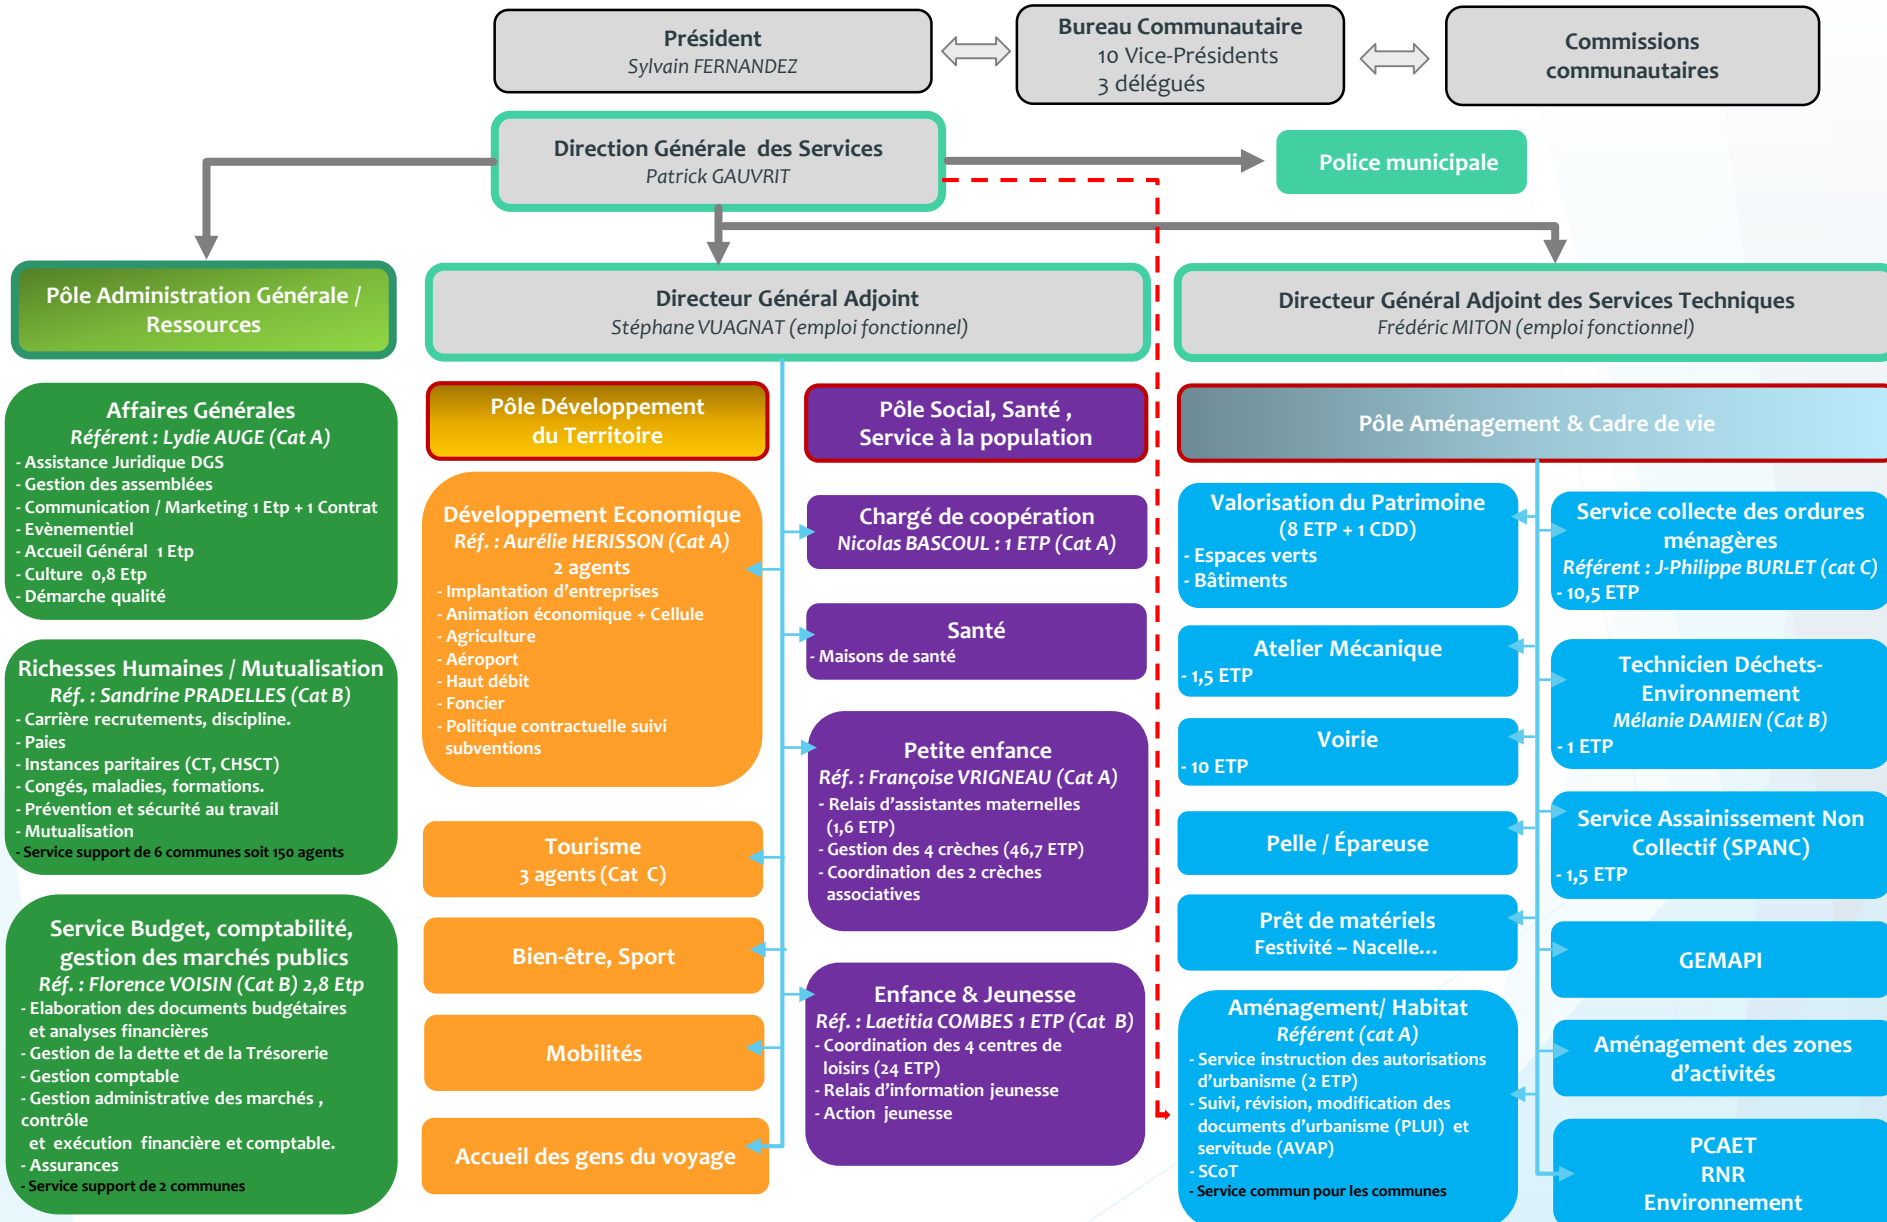 Président
Sylvain FERNANDEZ
Bureau Communautaire
10 Vice-Présidents
3 délégués
Commissions
communautaires
Direction Générale des Services
Patrick GAUVRIT
Police municipale
Pôle Administration Générale /
Ressources
Directeur Général Adjoint
Stéphane VUAGNAT (emploi fonctionnel)
Directeur Général Adjoint des Services Techniques
Frédéric MITON (emploi fonctionnel)
Affaires Générales
Référent : Lydie AUGE (Cat A)
- Assistance Juridique DGS
- Gestion des assemblées
- Communication / Marketing 1 Etp + 1 Contrat
- Evènementiel
- Accueil Général 1 Etp
- Culture 0,8 Etp
- Démarche qualité
Richesses Humaines / Mutualisation
Réf. : Sandrine PRADELLES (Cat B)
- Carrière recrutements, discipline.
- Paies
- Instances paritaires (CT, CHSCT)
- Congés, maladies, formations.
- Prévention et sécurité au travail
- Mutualisation
- Service support de 6 communes soit 150 agents
Service Budget, comptabilité,
gestion des marchés publics
Réf. : Florence VOISIN (Cat B) 2,8 Etp
- Elaboration des documents budgétaires
et analyses financières
- Gestion de la dette et de la Trésorerie
- Gestion comptable
- Gestion administrative des marchés ,
contrôle
et exécution financière et comptable.
- Assurances
- Service support de 2 communes
Pôle Développement
du Territoire
Développement Economique
Réf. : Aurélie HERISSON (Cat A)
2 agents
- Implantation d'entreprises
- Animation économique + Cellule
- Agriculture
- Aéroport
- Haut débit
- Foncier
- Politique contractuelle suivi
subventions
Tourisme
3 agents (Cat C)
Bien-être, Sport
Mobilités
Accueil des gens du voyage
Pôle Social, Santé ,
Service à la population
Chargé de coopération
Nicolas BASCOUL : 1 ETP (Cat A)
Santé
- Maisons de santé
Petite enfance
Réf. : Françoise VRIGNEAU (Cat A)
- Relais d'assistantes maternelles
(1,6 ETP)
- Gestion des 4 crèches (46,7 ETP)
- Coordination des 2 crèches
associatives
Enfance & Jeunesse
Réf. : Laetitia COMBES 1 ETP (Cat B)
- Coordination des 4 centres de
loisirs (24 ETP)
- Relais d'information jeunesse
- Action jeunesse
Pôle Aménagement & Cadre de vie
Valorisation du Patrimoine
(8 ETP + 1 CDD)
- Espaces verts
- Bâtiments
Atelier Mécanique
- 1,5 ETP
Voirie
- 10 ETP
Pelle / Épareuse
Prêt de matériels
Festivité – Nacelle...
Aménagement/ Habitat
Référent (cat A)
- Service instruction des autorisations
d'urbanisme (2 ETP)
- Suivi, révision, modification des
documents d'urbanisme (PLUI) et
servitude (AVAP)
- SCoT
- Service commun pour les communes
Service collecte des ordures
ménagères
Référent : J-Philippe BURLET (cat C)
- 10,5 ETP
Technicien Déchets-
Environnement
Mélanie DAMIEN (Cat B)
- 1 ETP
Service Assainissement Non
Collectif (SPANC)
- 1,5 ETP
GEMAPI
Aménagement des zones
d'activités
PCAET
RNR
Environnement